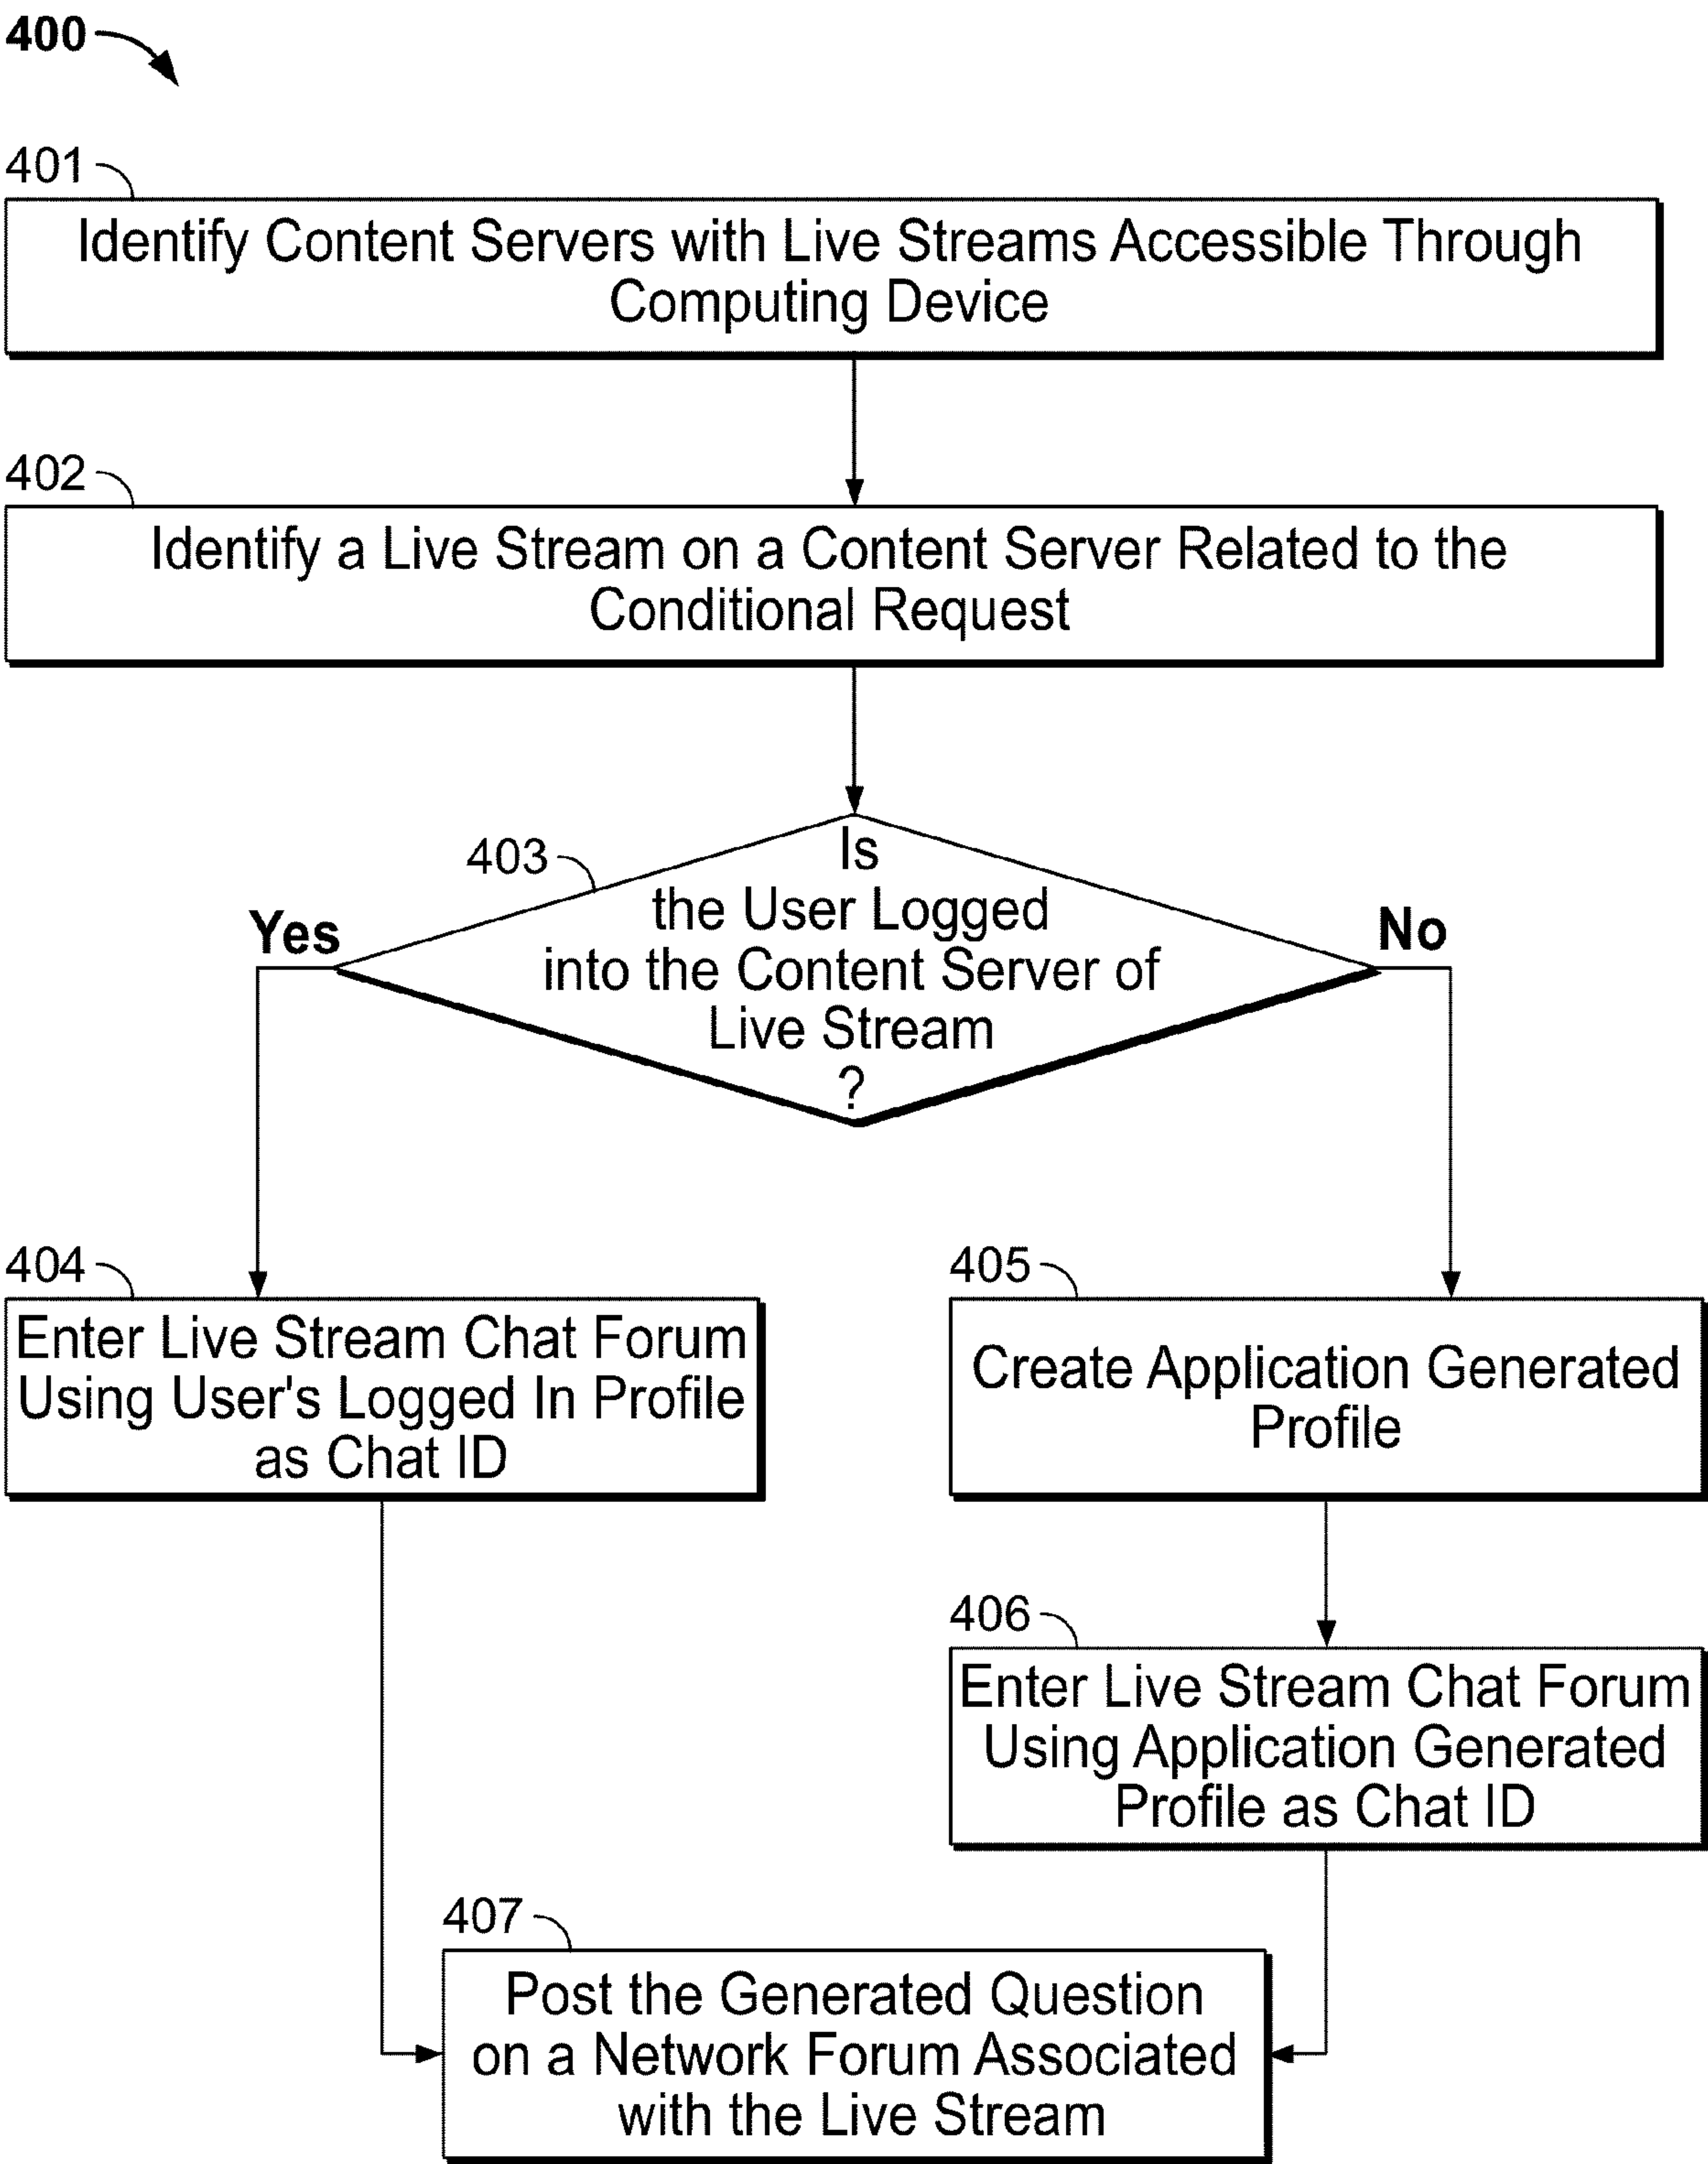 400
401
Identify Content Servers with Live Streams Accessible Through
Computing Device
402
Identify a Live Stream on a Content Server Related to the
Conditional Request
403
Is
the User Logged
into the Content Server of
Live Stream
?
Yes
No
404
Enter Live Stream Chat Forum
Using User's Logged In Profile
as Chat ID
405
Create Application Generated
Profile
406
Enter Live Stream Chat Forum
Using Application Generated
Profile as Chat ID
407
Post the Generated Question
on a Network Forum Associated
with the Live Stream